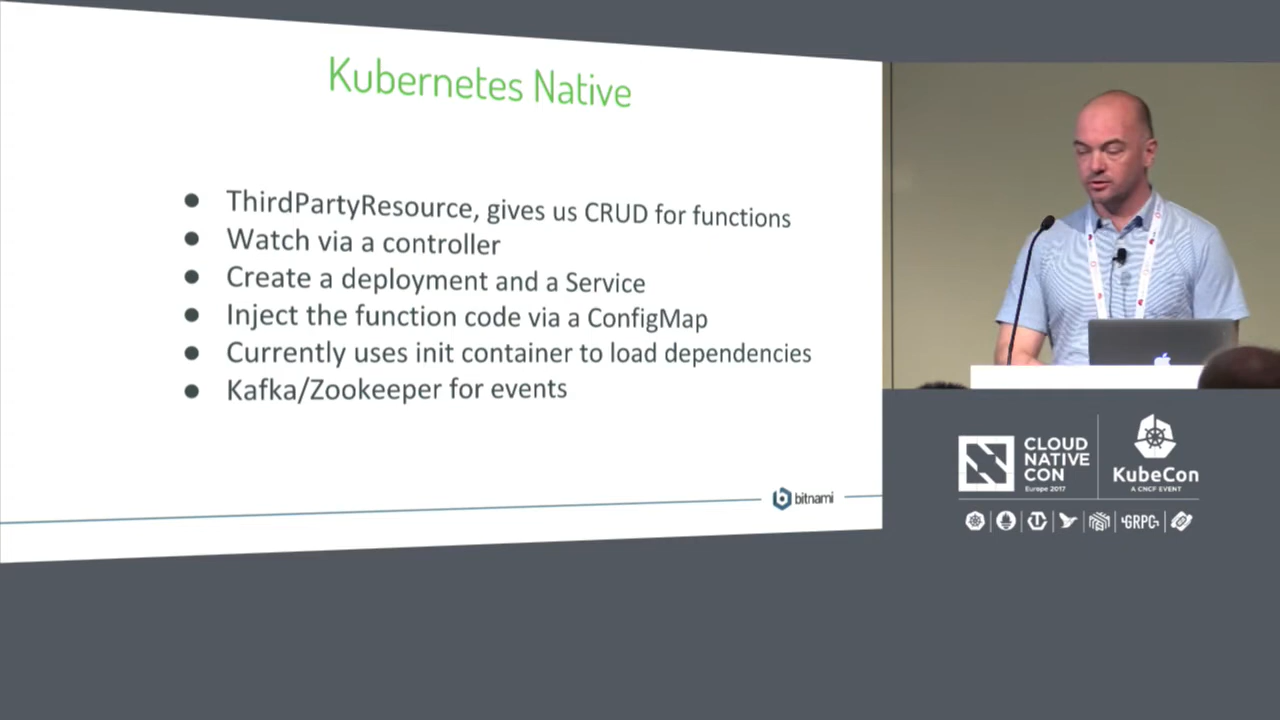 Kubernetes Native
● ThirdPartyResource, gives us CRUD for functions
● Watch via a controller
● Create a deployment and a Service
● Inject the function code via a ConfigMap
● Currently uses init container to load dependencies
● Kafka/Zookeeper for events
bitnami
CLOUD
NATIVE
CON
Europe 2017
KubeCon
A CNCF EVENT
GRPC